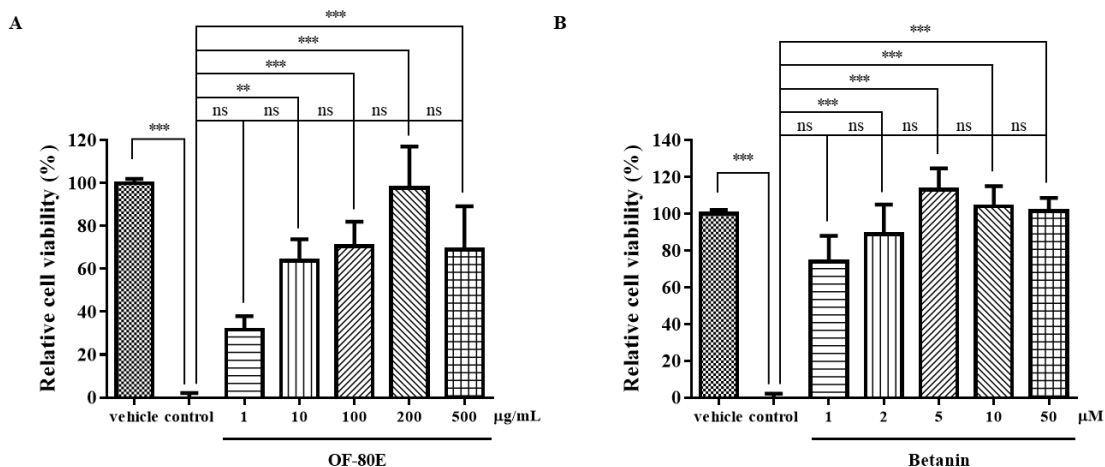 A
***
***
***
**
ns ns ns ns ns
***
Relative cell viability (%)
120
100
80
60
40
20
0
vehicle control 1 10 100 200 500 μg/mL
OF-80E
B
***
***
***
***
ns ns ns ns ns
***
Relative cell viability (%)
140
120
100
80
60
40
20
0
vehicle control 1 2 5 10 50 μM
Betanin